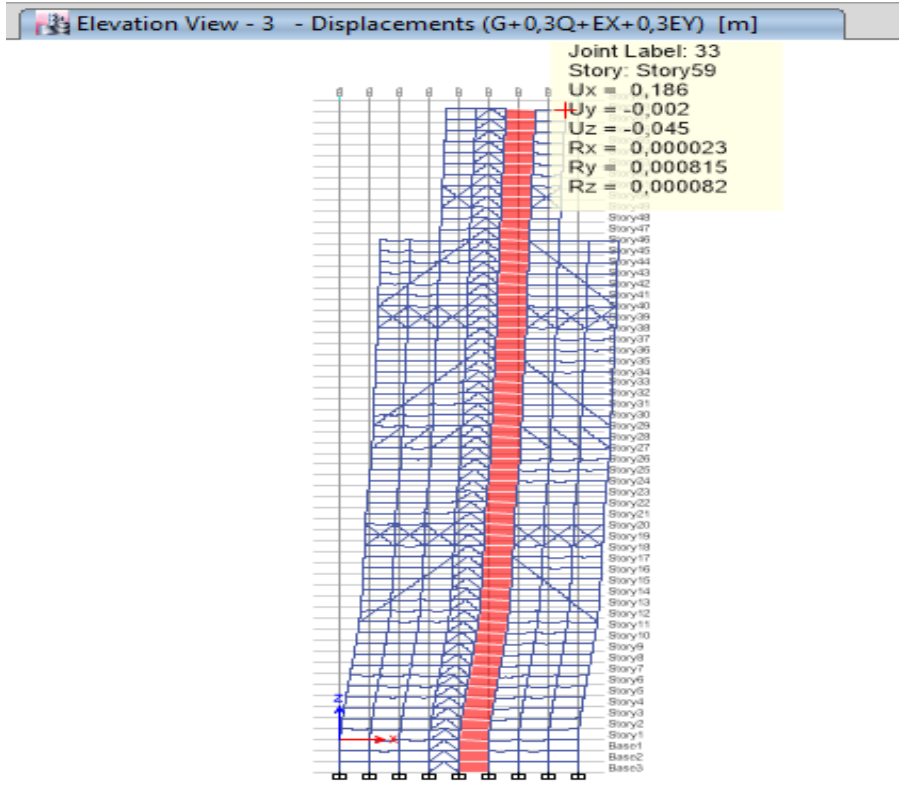 Elevation View - 3 - Displacements (G+0,3Q+EX+0,3EY) [m]
Joint Label: 33
Story: Story59
Ux = 0,186
Uy = -0,002
Uz = -0,045
Rx = 0,000023
Ry = 0,000815
Rz = 0,000082
Story48
Story47
Story46
Story45
Story44
Story43
Story42
Story41
Story40
Story39
Story38
Story37
Story36
Story35
Story34
Story33
Story32
Story31
Story30
Story29
Story28
Story27
Story26
Story25
Story24
Story23
Story22
Story21
Story20
Story19
Story18
Story17
Story16
Story15
Story14
Story13
Story12
Story11
Story10
Story9
Story8
Story7
Story6
Story5
Story4
Z
Story3
Story2
Story1
X
Base1
Base2
Base3